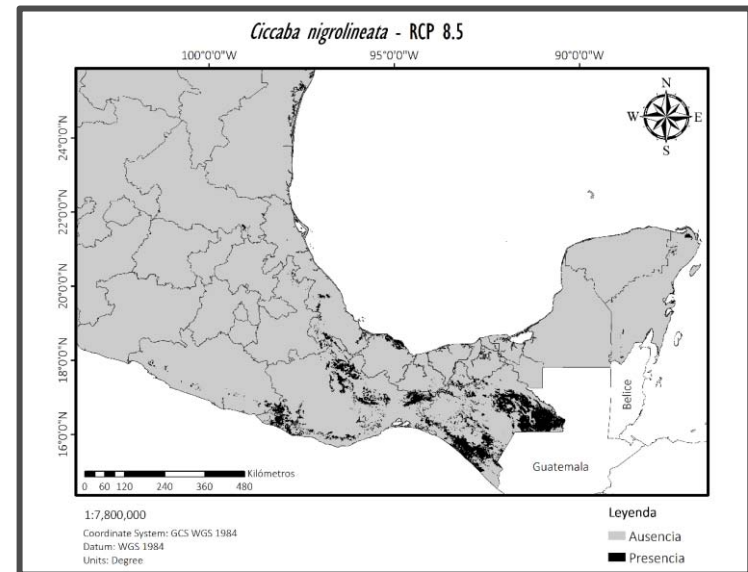 Ciccaba nigrolineata - RCP 8.5
100°0'0"W 95°0'0"W 90°0'0"W
N
W E
S
24°0'0"N
22°0'0"N
20°0'0"N
18°0'0"N
16°0'0"N
Belice
Guatemala
Kilómetros
0 60 120 240 360 480
1:7,800,000
Coordinate System: GCS WGS 1984
Datum: WGS 1984
Units: Degree
Leyenda
Ausencia
Presencia